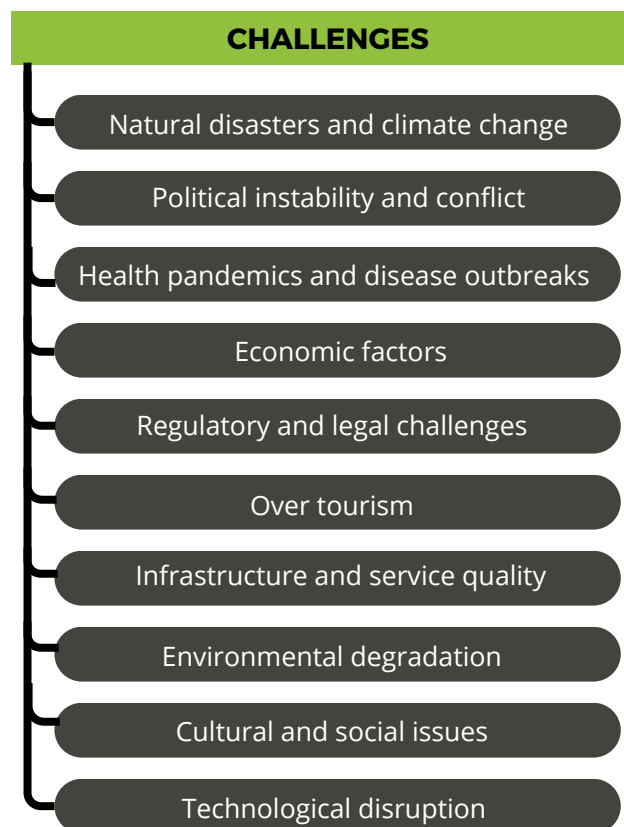 CHALLENGES
Natural disasters and climate change
Political instability and conflict
Health pandemics and disease outbreaks
Economic factors
Regulatory and legal challenges
Over tourism
Infrastructure and service quality
Environmental degradation
Cultural and social issues
Technological disruption